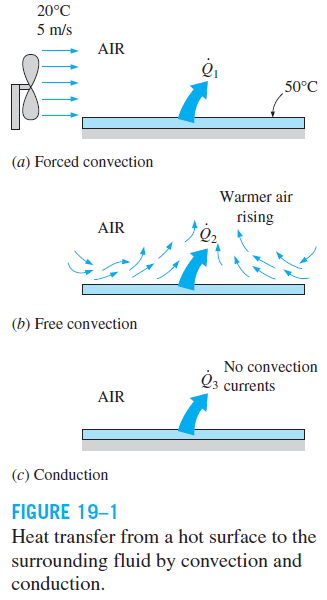 20°C
5 m/s
AIR
Q̇₁
50°C
(a) Forced convection
Warmer air
rising
AIR
Q̇₂
(b) Free convection
No convection
Q̇₃ currents
AIR
(c) Conduction
FIGURE 19–1
Heat transfer from a hot surface to the
surrounding fluid by convection and
conduction.